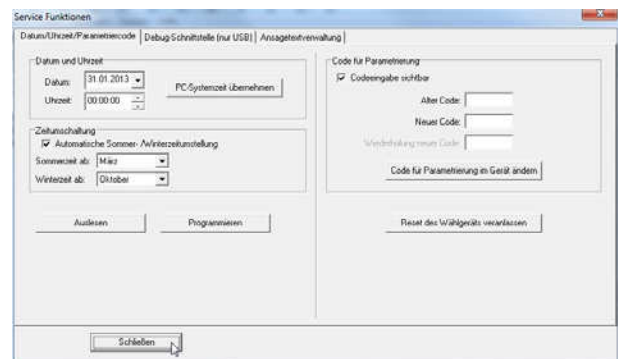 Service Funktionen
Datum/Uhrzeit/Parametriercode
Debug-Schnittstelle (nur USB)
Ansagetextverwaltung
Datum und Uhrzeit
Datum: 31.01.2013
PC-Systemzeit übernehmen
Uhrzeit: 00:00:00
Zeitumschaltung
Automatische Sommer- /Winterzeitumstellung
Sommerzeit ab: März
Winterzeit ab: Oktober
Auslesen
Programmieren
Code für Parametrierung
Codeeingabe sichtbar
Alter Code:
Neuer Code:
Wiederholung neuer Code:
Code für Parametrierung im Gerät ändern
Reset des Wählgeräts veranlassen
Schließen